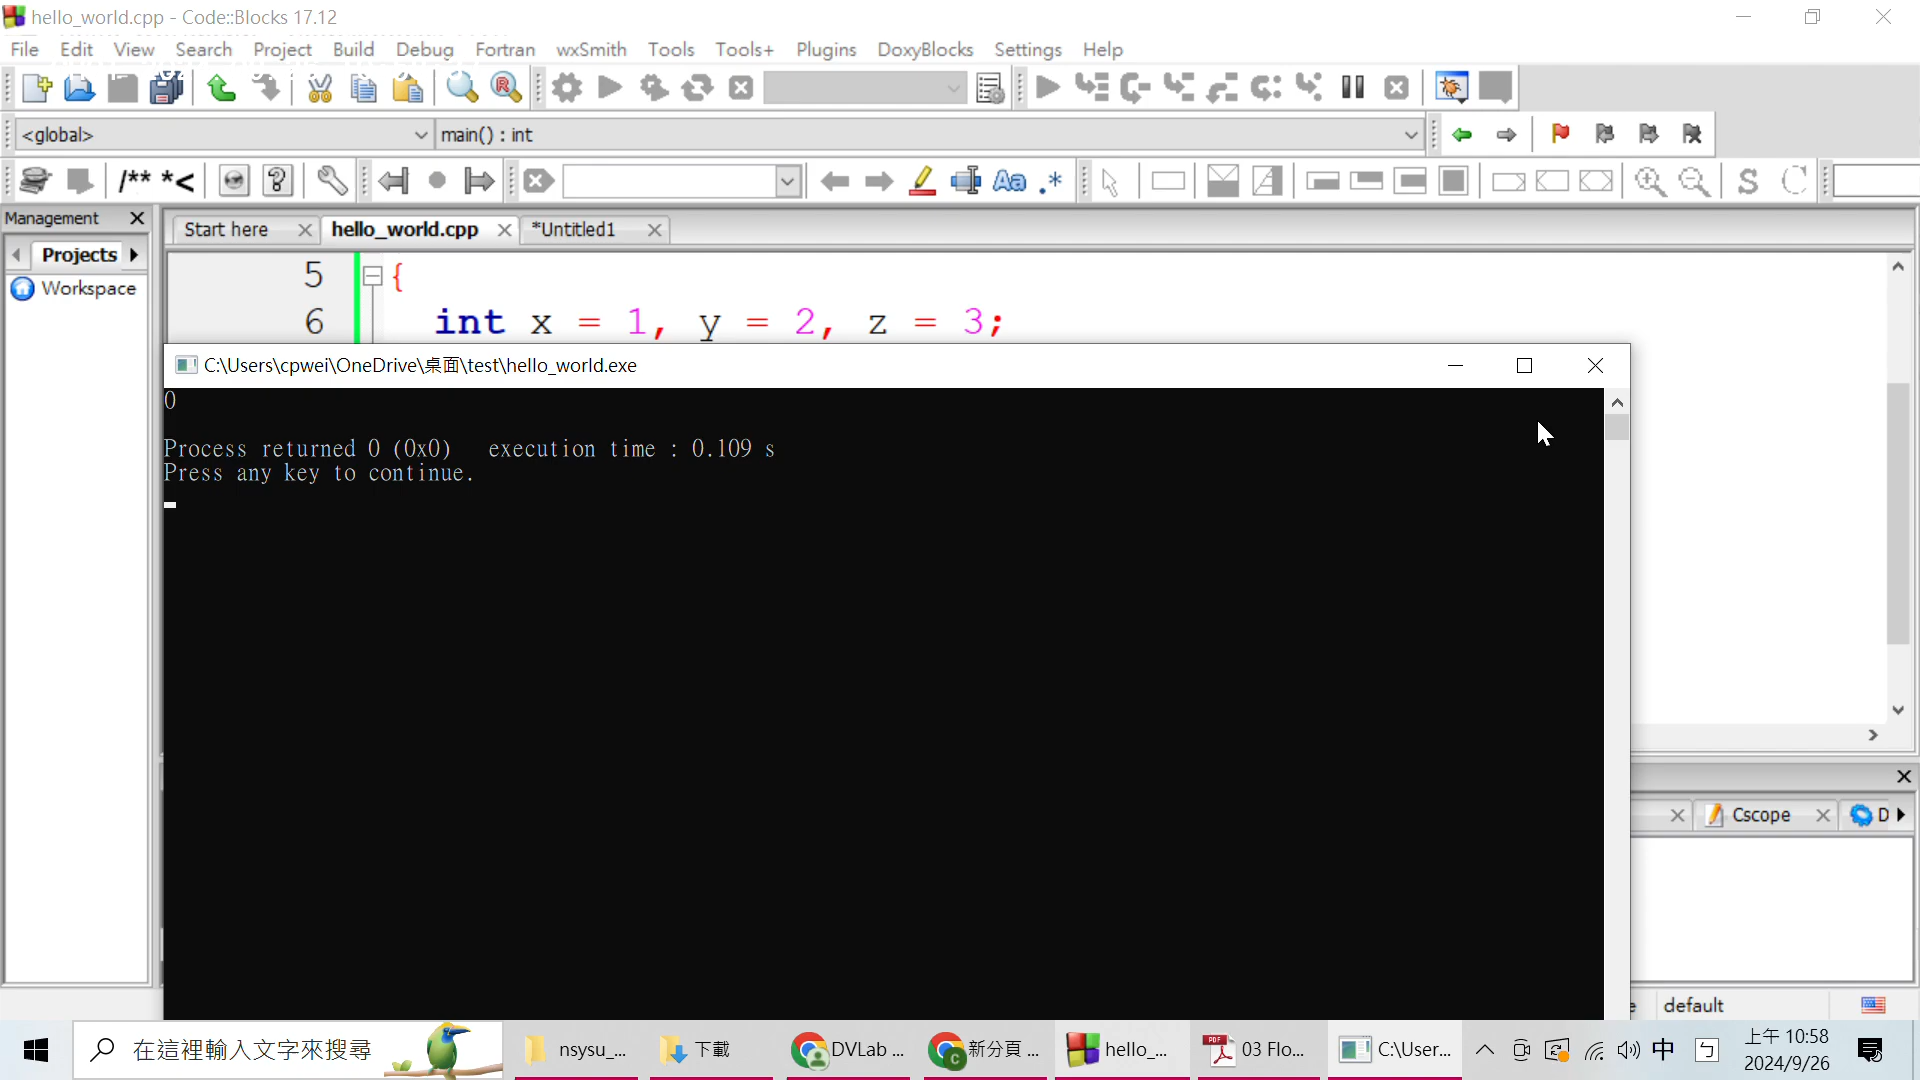 hello_world.cpp - Code::Blocks 17.12
File Edit View Search Project Build Debug Fortran wxSmith Tools Tools+ Plugins DoxyBlocks Settings Help
<global> main() : int
/** *<
Aa .* S C
Management
Projects
Workspace
Start here hello_world.cpp *Untitled1
5 {
6 int x = 1, y = 2, z = 3;
C:\Users\cpwei\OneDrive\桌面\test\hello_world.exe
0
Process returned 0 (0x0) execution time : 0.109 s
Press any key to continue.
Cscope D
default
在這裡輸入文字來搜尋
nsysu_...
下載
DVLab ...
新分頁 ...
hello_...
03 Flo...
C:\User...
中
ㄅ
上午 10:58
2024/9/26